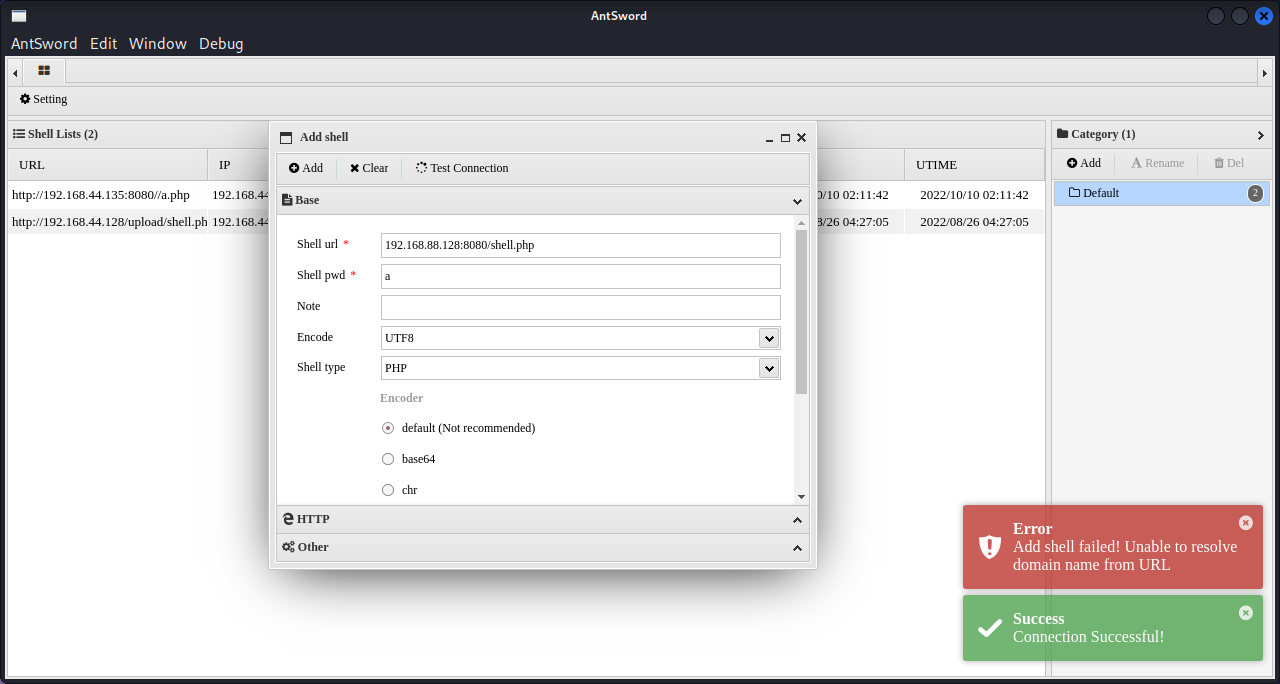 AntSword
AntSword Edit Window Debug
Setting
Shell Lists (2)
URL IP UTIME
http://192.168.44.135:8080//a.php 192.168.44 0/10 02:11:42 2022/10/10 02:11:42
http://192.168.44.128/upload/shell.ph 192.168.44 8/26 04:27:05 2022/08/26 04:27:05
Add shell
Add Clear Test Connection
Base
Shell url * 192.168.88.128:8080/shell.php
Shell pwd * a
Note
Encode UTF8
Shell type PHP
Encoder
default (Not recommended)
base64
chr
HTTP
Other
Category (1)
Add Rename Del
Default 2
Error
Add shell failed! Unable to resolve
domain name from URL
Success
Connection Successful!